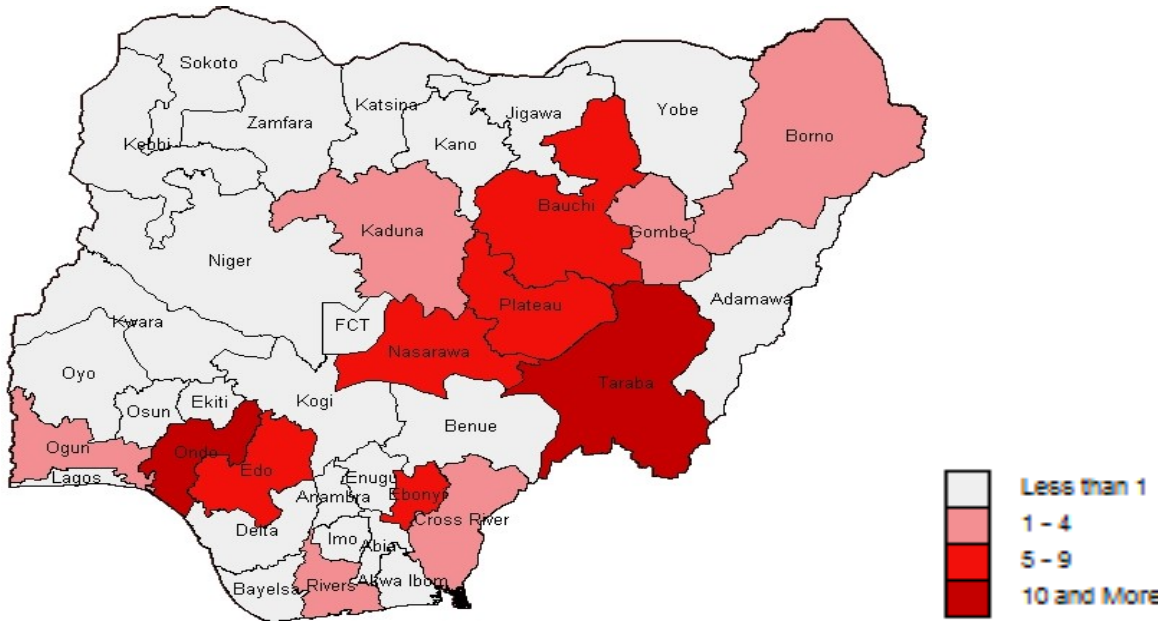 Sokoto
Katsina
Jigawa
Yobe
Zamfara
Kebbi
Kano
Borno
Bauchi
Kaduna
Gombe
Niger
Adamawa
Plateau
FCT
Kwara
Nasarawa
Taraba
Oyo
Kogi
Ekiti
Osun
Benue
Ogun
Ondo
Edo
Lagos
Enugu
Anambra
Ebonyi
Cross River
Delta
Imo
Abia
Bayelsa
Rivers
Akwa Ibom
Less than 1
1 - 4
5 - 9
10 and More